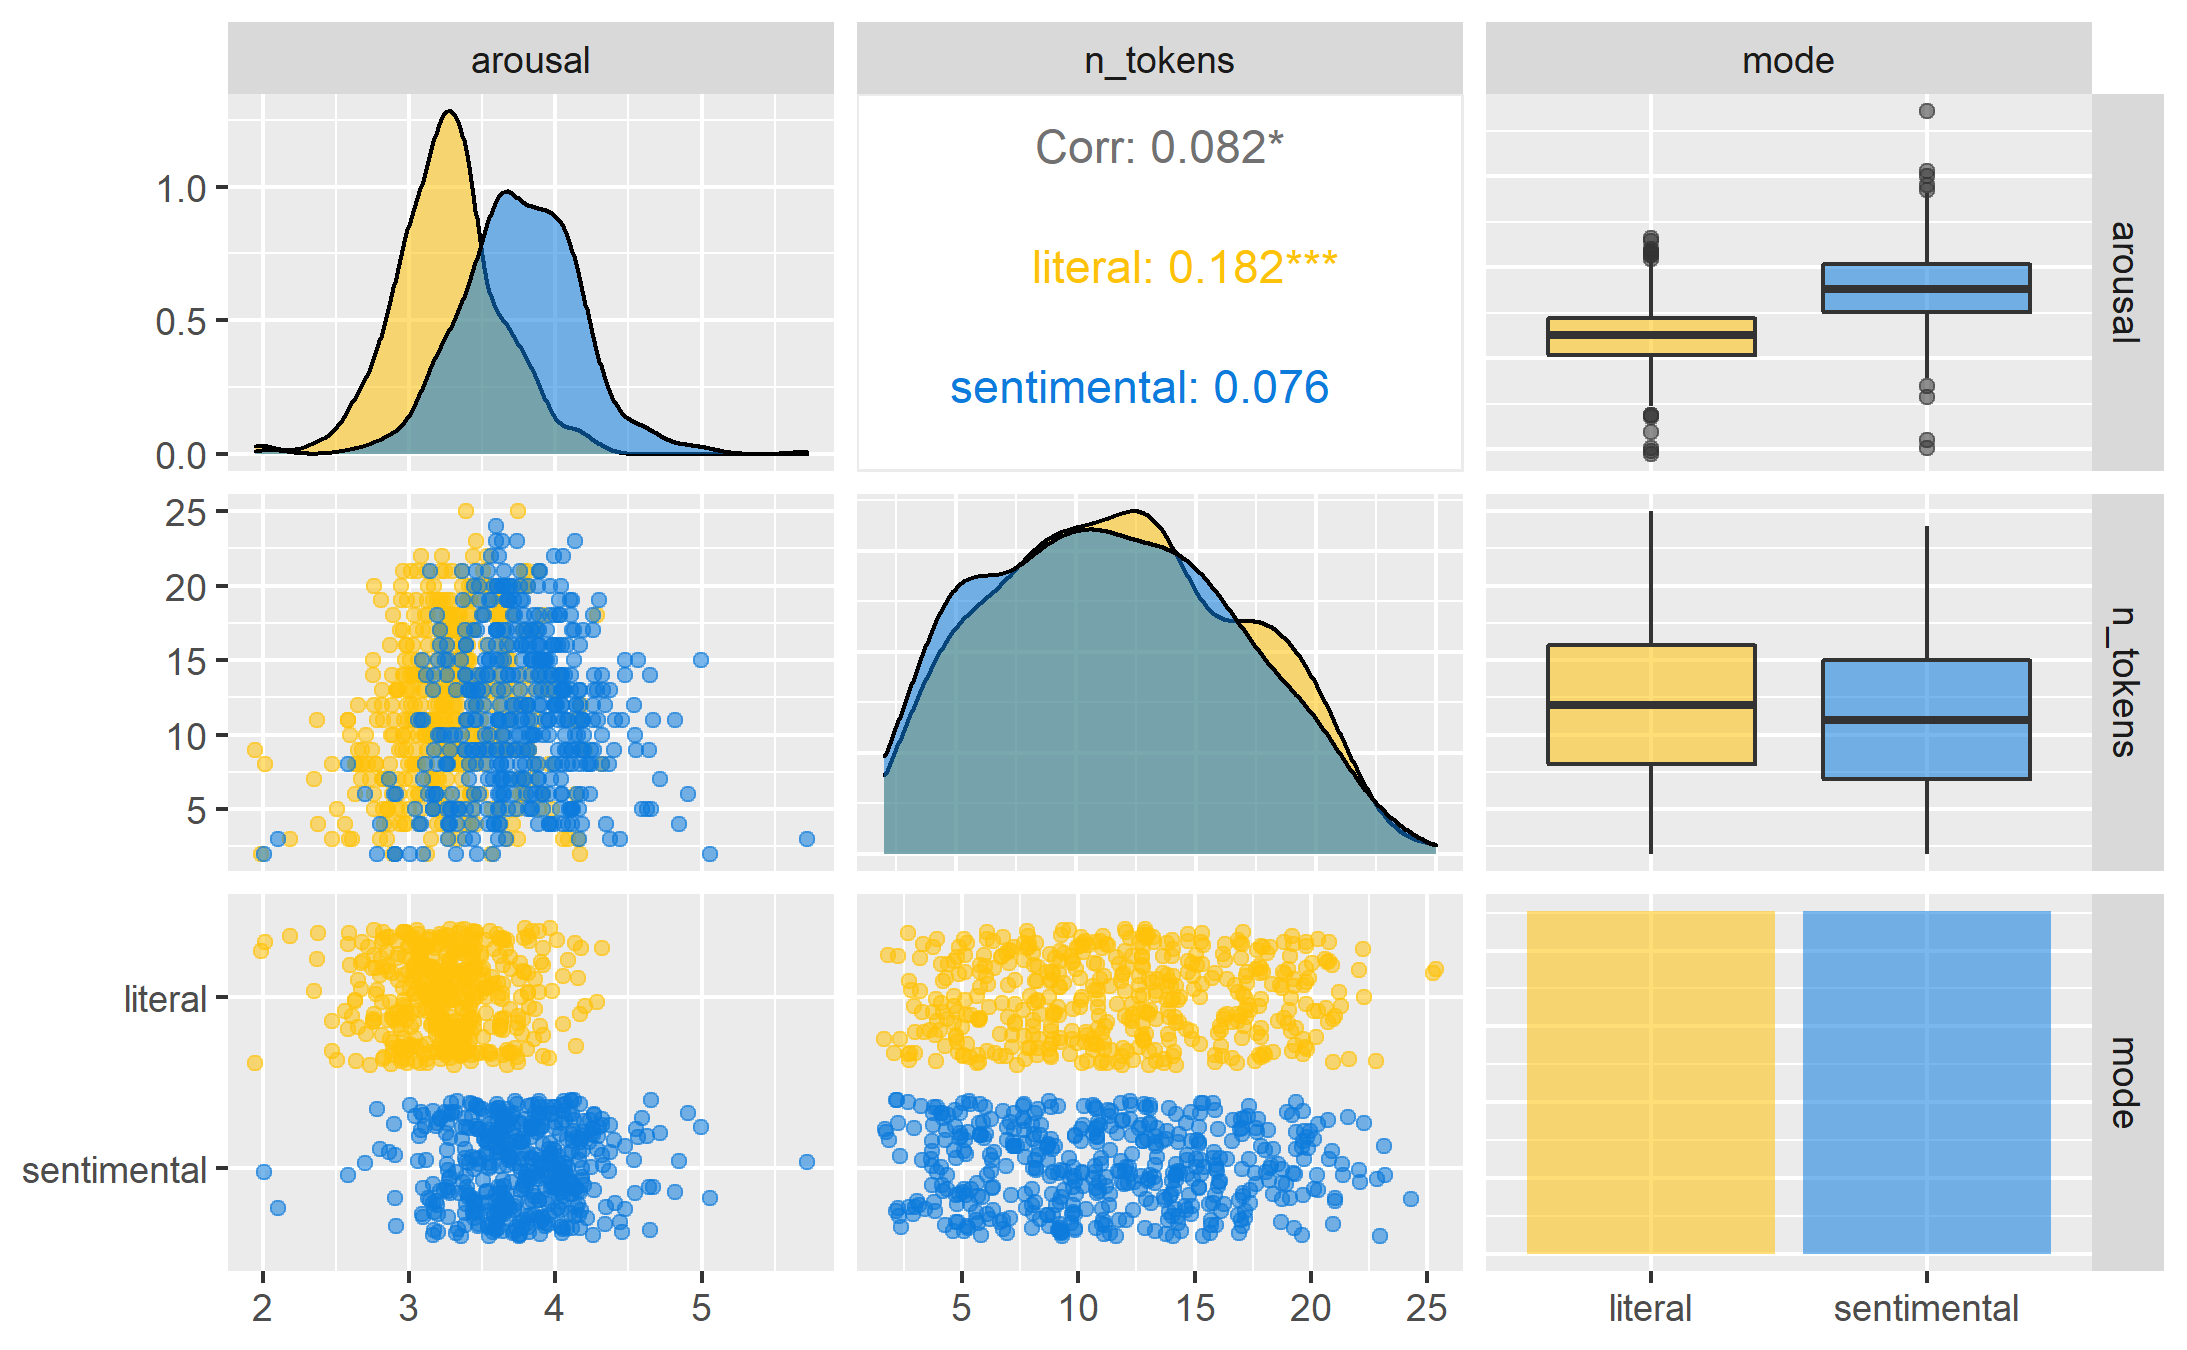 arousal
n_tokens
mode
1.0
0.5
0.0
Corr: 0.082*
literal: 0.182***
sentimental: 0.076
arousal
25
20
15
10
5
n_tokens
literal
sentimental
mode
2 3 4 5
5 10 15 20 25
literal sentimental